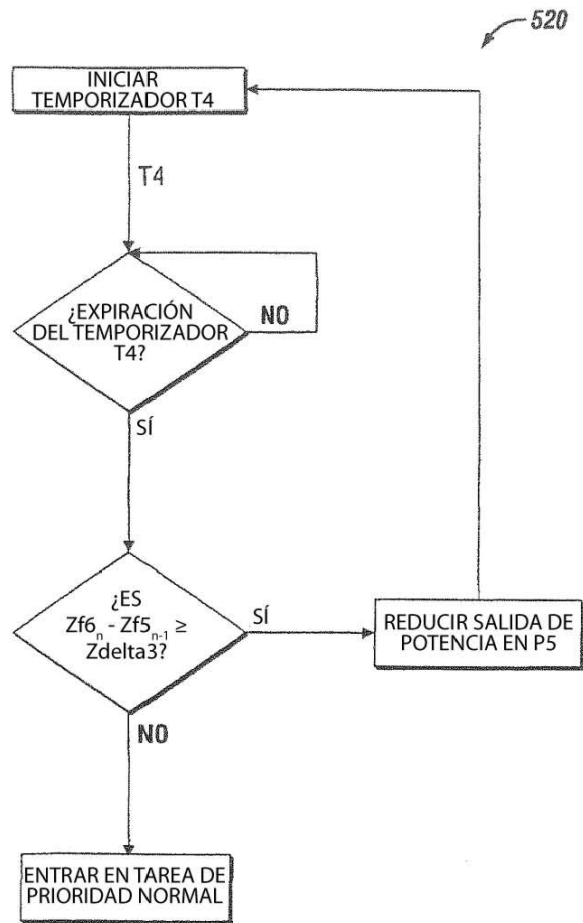 520
INICIAR
TEMPORIZADOR T4
T4
¿EXPIRACIÓN
DEL TEMPORIZADOR
T4?
NO
SÍ
¿ES
Zf6n - Zf5n-1 ≥
Zdelta3?
SÍ
REDUCIR SALIDA DE
POTENCIA EN P5
NO
ENTRAR EN TAREA DE
PRIORIDAD NORMAL